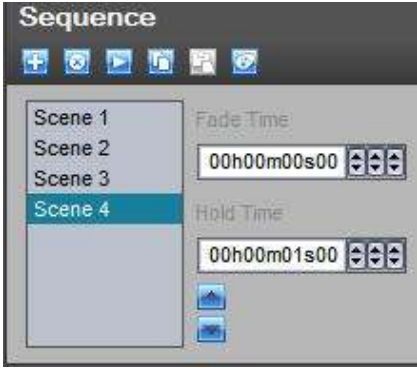 Sequence
Scene 1
Scene 2
Scene 3
Scene 4
Fade Time
00h00m00s00
Hold Time
00h00m01s00